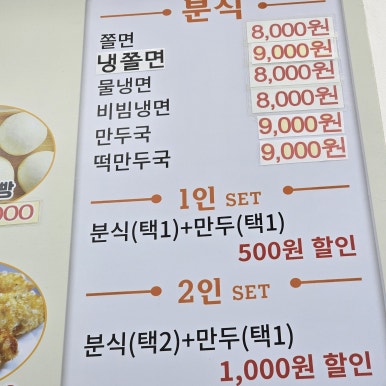 분식
쫄면 8,000원
냉쫄면 9,000원
물냉면 8,000원
비빔냉면 8,000원
만두국 9,000원
떡만두국 9,000원
1인 SET
분식(택1)+만두(택1)
500원 할인
2인 SET
분식(택2)+만두(택1)
1,000원 할인
빵
000